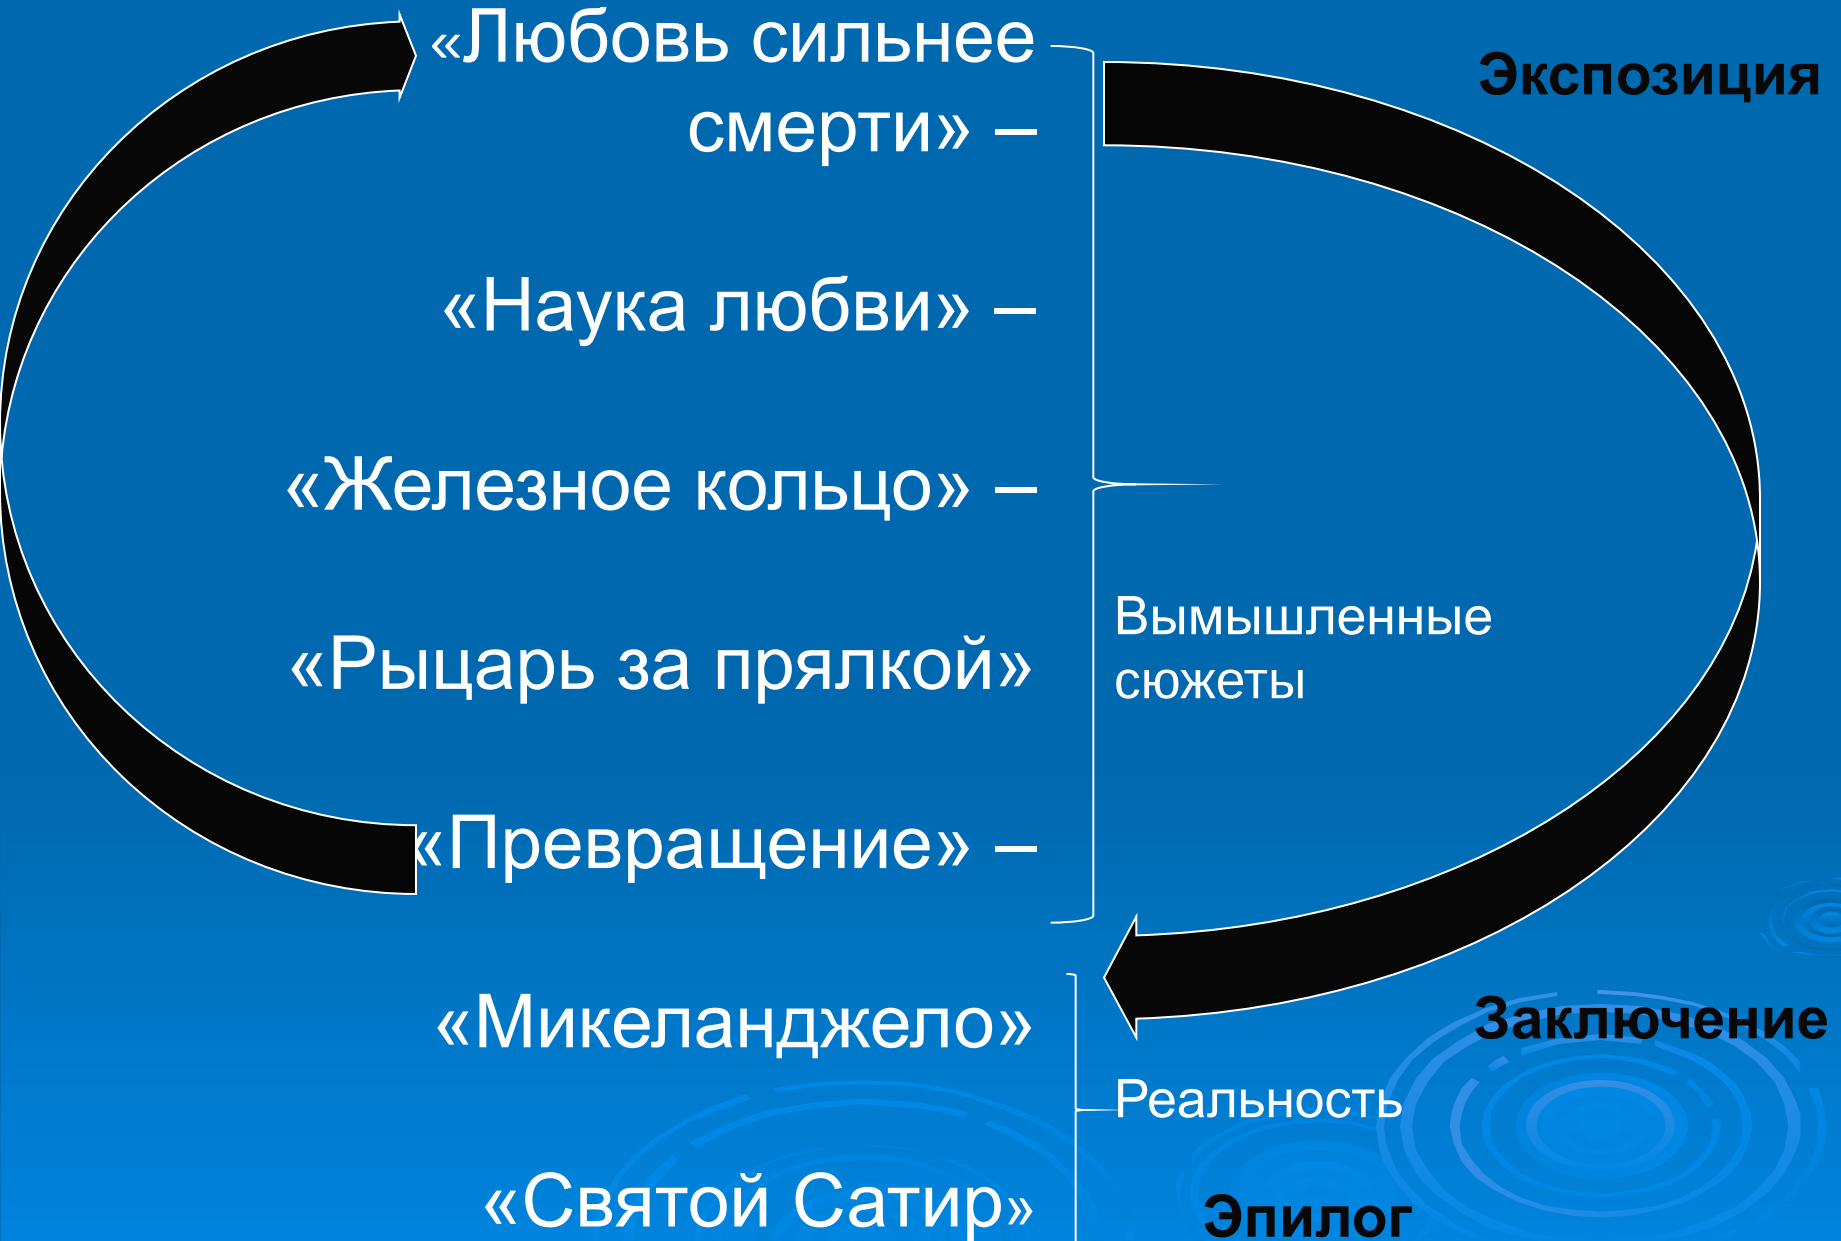 «Любовь сильнее
смерти» –
Экспозиция
«Наука любви» –
«Железное кольцо» –
Вымышленные
сюжеты
«Рыцарь за прялкой»
«Превращение» –
«Микеланджело»
Заключение
Реальность
«Святой Сатир»
Эпилог